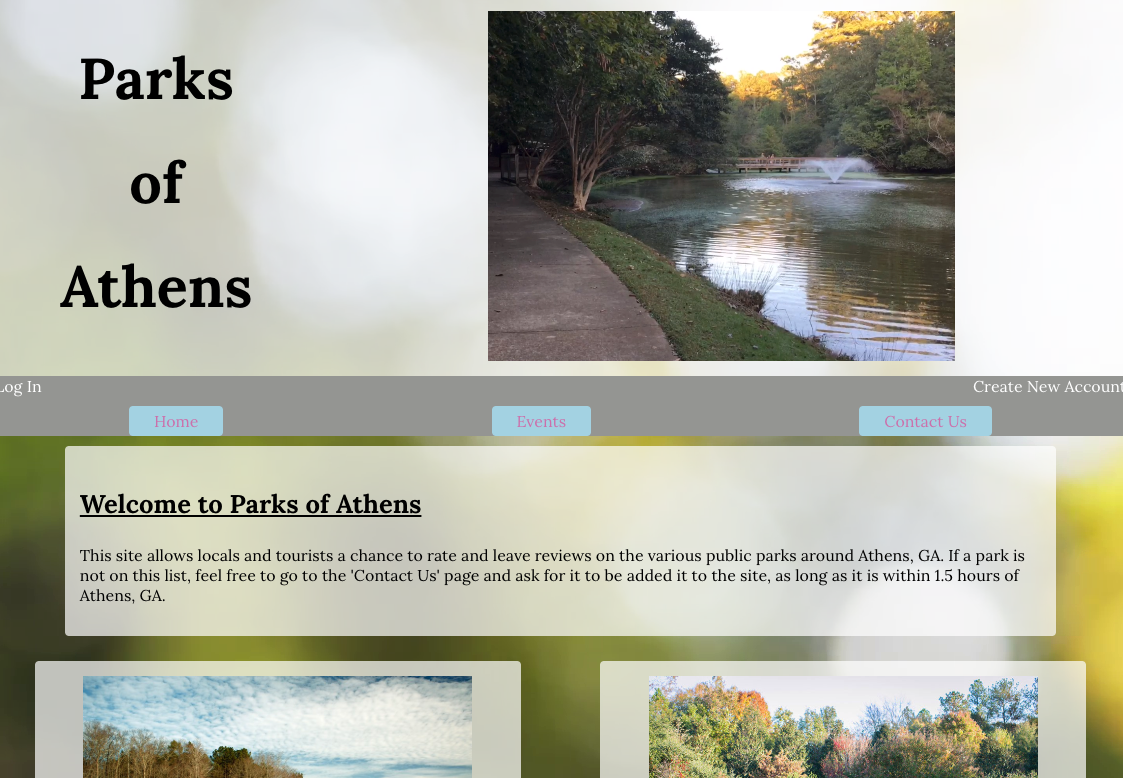 Parks
of
Athens
Log In
Create New Account
Home
Events
Contact Us
Welcome to Parks of Athens
This site allows locals and tourists a chance to rate and leave reviews on the various public parks around Athens, GA. If a park is
not on this list, feel free to go to the 'Contact Us' page and ask for it to be added it to the site, as long as it is within 1.5 hours of
Athens, GA.